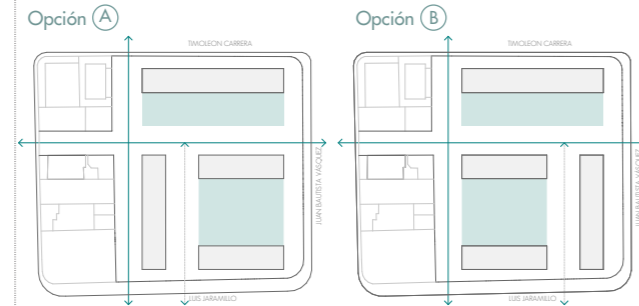 Opción A
TIMOLEON CARRERA
JUAN BAUTISTA VÁSQUEZ
LUIS JARAMILLO
Opción B
TIMOLEON CARRERA
JUAN BAUTISTA VÁSQUEZ
LUIS JARAMILLO